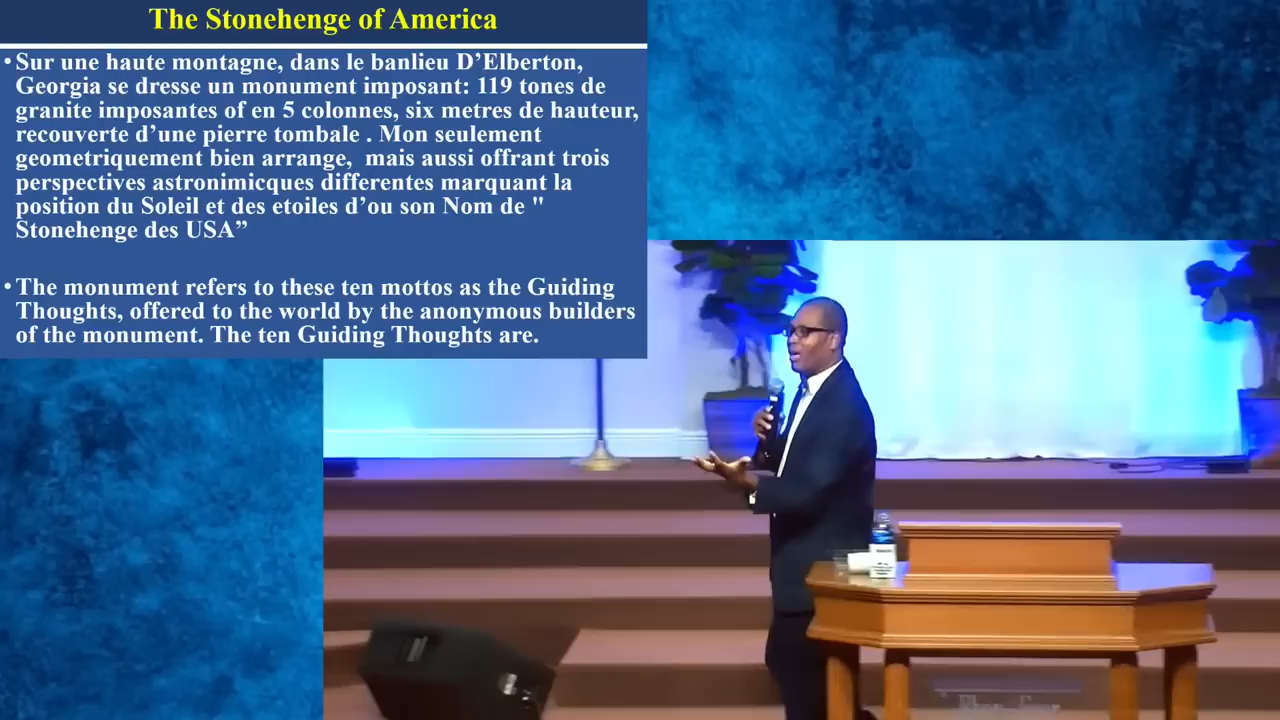 The Stonehenge of America
• Sur une haute montagne, dans le banlieu D’Elberton,
Georgia se dresse un monument imposant: 119 tones de
granite imposantes of en 5 colonnes, six metres de hauteur,
recouverte d’une pierre tombale . Mon seulement
geometriquement bien arrange,  mais aussi offrant trois
perspectives astronimicques differentes marquant la
position du Soleil et des etoiles d’ou son Nom de "
Stonehenge des USA”
• The monument refers to these ten mottos as the Guiding
Thoughts, offered to the world by the anonymous builders
of the monument. The ten Guiding Thoughts are.